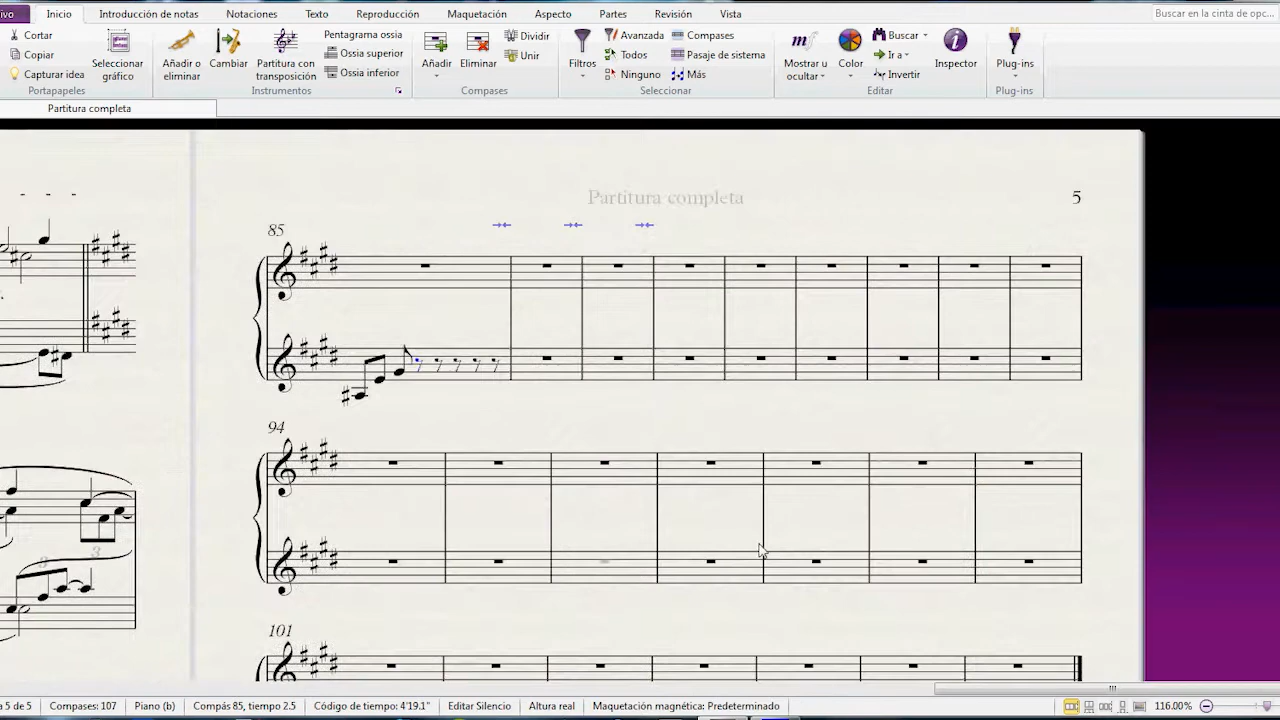 ivo Inicio Introducción de notas Notaciones Texto Reproducción Maquetación Aspecto Partes Revisión Vista Buscar en la cinta de opc...
Cortar
Copiar
Capturar idea
Portapapeles
Seleccionar
gráfico
Añadir o
eliminar
Cambiar
Partitura con
transposición
Pentagrama ossia
Ossia superior
Ossia inferior
Instrumentos
Añadir
Eliminar
Dividir
Unir
Compases
Filtros
Avanzada
Todos
Ninguno
Compases
Pasaje de sistema
Más
Seleccionar
Mostrar u
ocultar
Color
Buscar
Ir a
Invertir
Editar
Inspector
Plug-ins
Plug-ins
Partitura completa
Partitura completa
5
85
94
101
3
a 5 de 5 Compases: 107 Piano (b) Compás 85, tiempo 2.5 Código de tiempo: 4'19.1" Editar Silencio Altura real Maquetación magnética: Predeterminado 116.00%